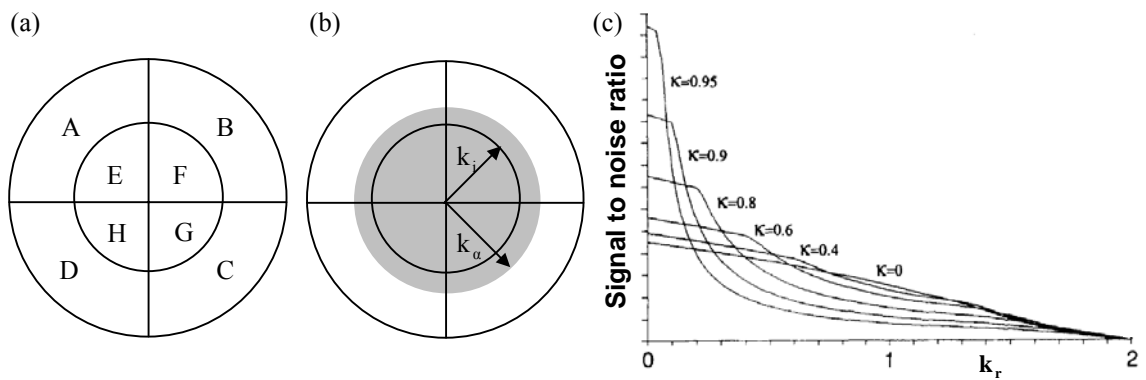 (a)
A B
E F
H G
D C
(b)
k_i
k_α
(c)
Signal to noise ratio
κ=0.95
κ=0.9
κ=0.8
κ=0.6
κ=0.4
κ=0
0 1 2
k_r